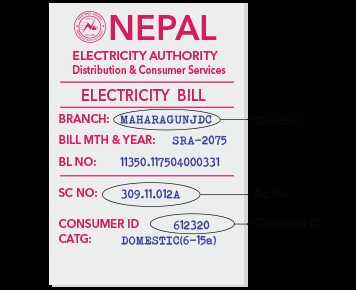 NEPAL
ELECTRICITY AUTHORITY
Distribution & Consumer Services
ELECTRICITY BILL
BRANCH: MAHARAGUNJDC Counter
BILL MTH & YEAR: SRA-2075
BL NO: 11350.117504000331
SC NO: 309.11.012A Sc. No
CONSUMER ID 612320 Customer ID
CATG: DOMESTIC(6-15a)